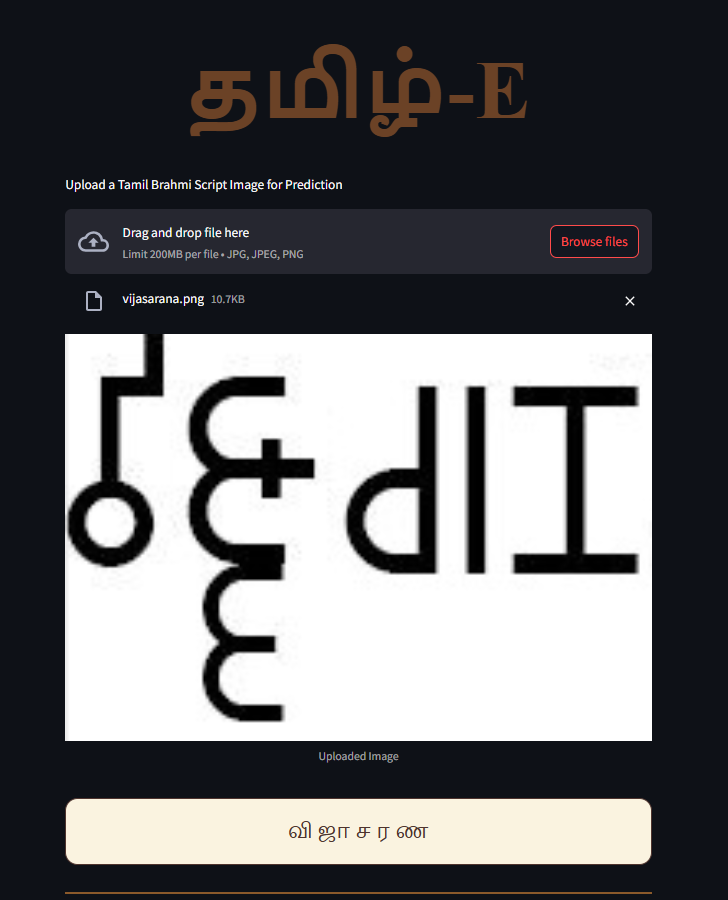 தமிழ்-E
Upload a Tamil Brahmi Script Image for Prediction
Drag and drop file here
Limit 200MB per file • JPG, JPEG, PNG
Browse files
vijasarana.png 10.7KB
𑀯𑀺𑀚𑁆𑀚𑀸𑀘𑀭𑀡
Uploaded Image
வி ஜா ச ர ண